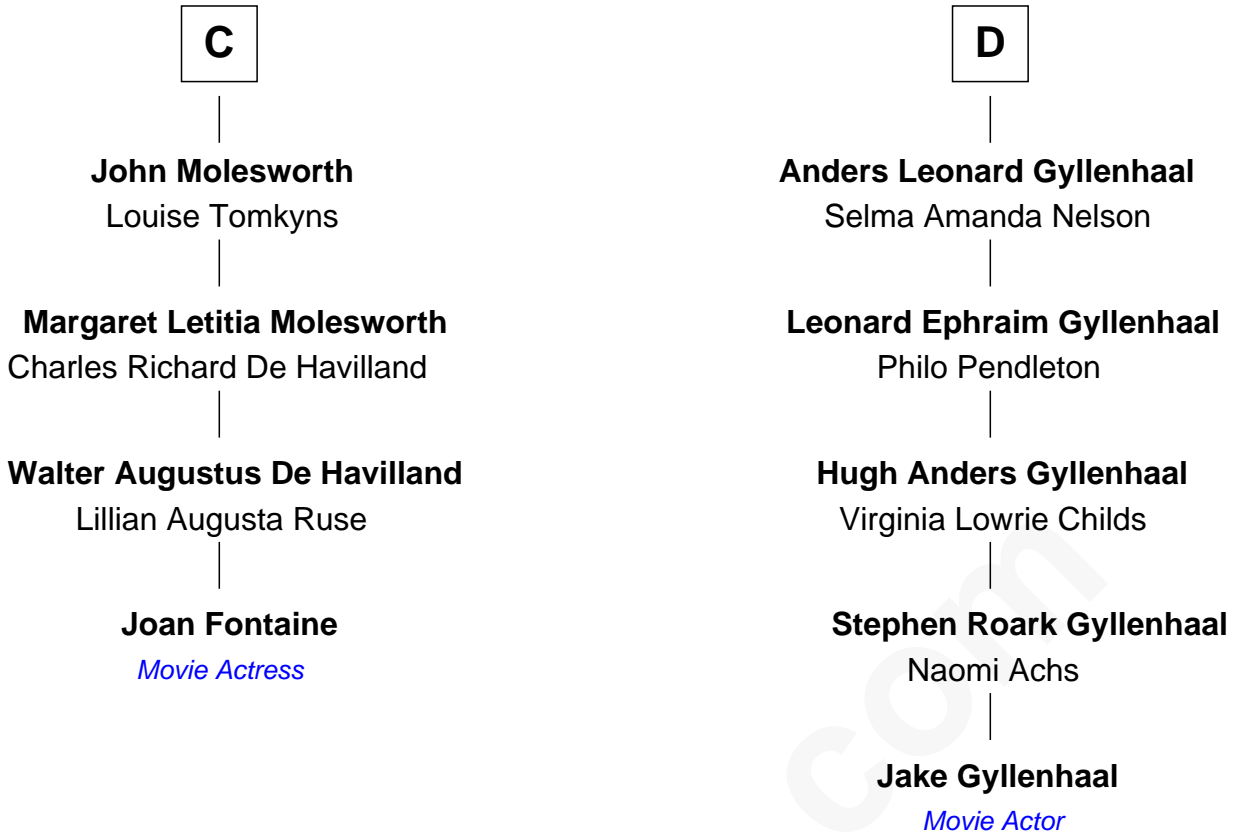 C
John Molesworth
Louise Tomkyns
Margaret Letitia Molesworth
Charles Richard De Havilland
Walter Augustus De Havilland
Lillian Augusta Ruse
Joan Fontaine
Movie Actress
D
Anders Leonard Gyllenhaal
Selma Amanda Nelson
Leonard Ephraim Gyllenhaal
Philo Pendleton
Hugh Anders Gyllenhaal
Virginia Lowrie Childs
Stephen Roark Gyllenhaal
Naomi Achs
Jake Gyllenhaal
Movie Actor
com